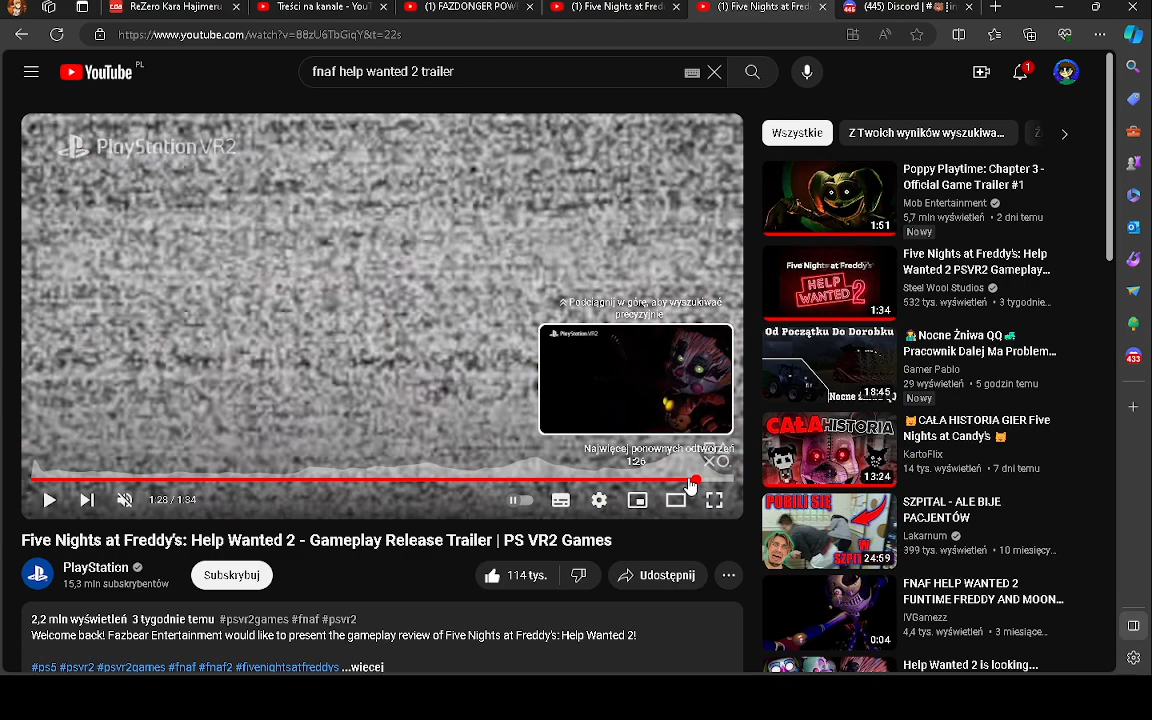 ReZero Kara Hajimeru
Treści na kanale - YouT
(1) FAZDONGER POW
(1) Five Nights at Fred
(1) Five Nights at Fred
(445) Discord | #
https://www.youtube.com/watch?v=88zU6TbGiqY&t=22s
YouTube PL
fnaf help wanted 2 trailer
1
PlayStation VR2
Podciągnij w górę, aby wyszukiwać
precyzyjnie
PlayStation VR2
Najwięcej ponownych odtworzeń
1:26
1:28 / 1:34
Five Nights at Freddy's: Help Wanted 2 - Gameplay Release Trailer | PS VR2 Games
PlayStation
15,3 mln subskrybentów
Subskrybuj
114 tys.
Udostępnij
2,2 mln wyświetleń 3 tygodnie temu #psvr2games #fnaf #psvr2
Welcome back! Fazbear Entertainment would like to present the gameplay review of Five Nights at Freddy's: Help Wanted 2!
#ps5 #psvr2 #psvr2games #fnaf #fnaf2 #fivenightsatfreddys ...więcej
Wszystkie
Z Twoich wyników wyszukiwa...
Poppy Playtime: Chapter 3 -
Official Game Trailer #1
Mob Entertainment
5,7 mln wyświetleń • 2 dni temu
Nowy
1:51
Five Nights at Freddy's: Help
Wanted 2 PSVR2 Gameplay...
Steel Wool Studios
532 tys. wyświetleń • 3 tygodnie...
Five Nights at Freddy's
HELP
WANTED 2
1:34
Od Początku Do Dorobku
Nocne Żniwa QQ
Pracownik Dalej Ma Problem...
Gamer Pablo
29 wyświetleń • 5 godzin temu
Nowy
18:45
CAŁA HISTORIA GIER Five
Nights at Candy's
KartoFlix
14 tys. wyświetleń • 7 dni temu
CAŁA HISTORIA
13:24
SZPITAL - ALE BIJE
PACJENTÓW
Lakarnum
399 tys. wyświetleń • 10 miesięcy...
POBILI SIĘ
W
24:59
FNAF HELP WANTED 2
FUNTIME FREDDY AND MOON...
IVGamezz
4,4 tys. wyświetleń • 3 miesiące...
0:04
Help Wanted 2 is looking...
433